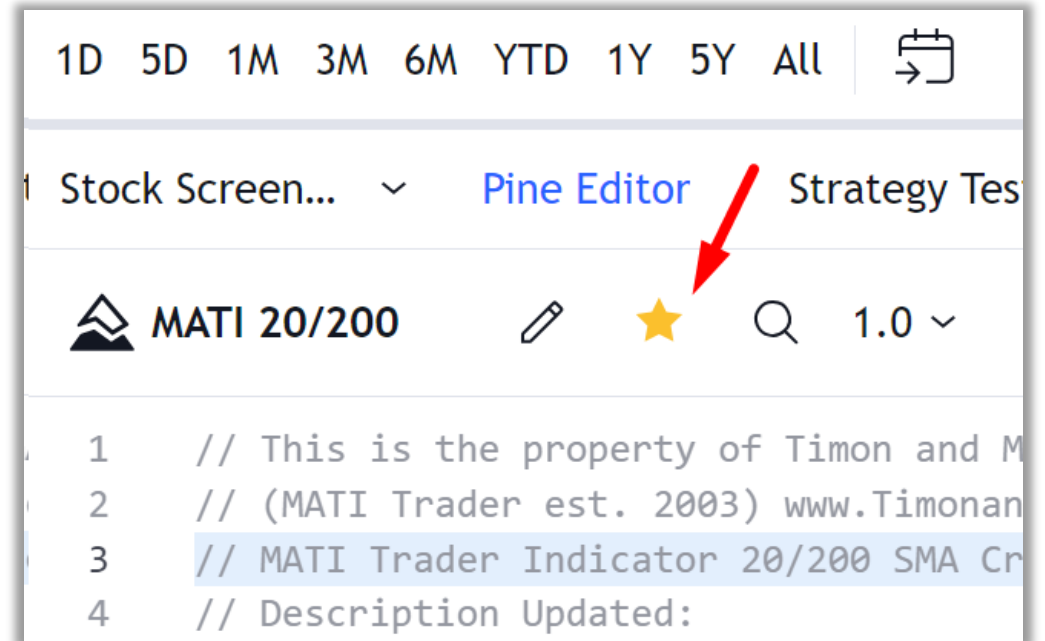 1D 5D 1M 3M 6M YTD 1Y 5Y All
Stock Screen... Pine Editor Strategy Tes
MATI 20/200 1.0
1 // This is the property of Timon and M
2 // (MATI Trader est. 2003) www.Timonan
3 // MATI Trader Indicator 20/200 SMA Cr
4 // Description Updated: